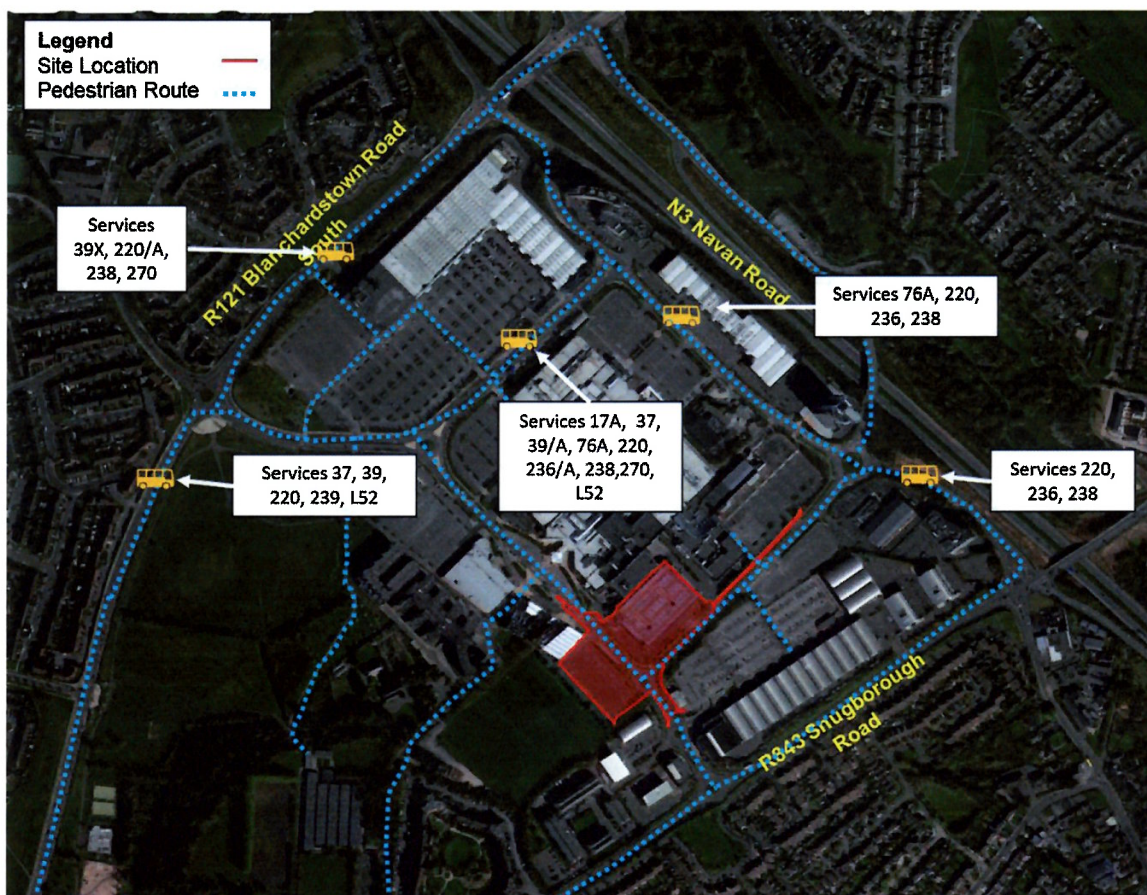 Legend
Site Location
Pedestrian Route
R121 Blanchardstown Road
South
N3 Navan Road
Services
39X, 220/A,
238, 270
Services 76A, 220,
236, 238
Services 17A, 37,
39/A, 76A, 220,
236/A, 238,270,
L52
Services 37, 39,
220, 239, L52
Services 220,
236, 238
R843 Snugborough
Road